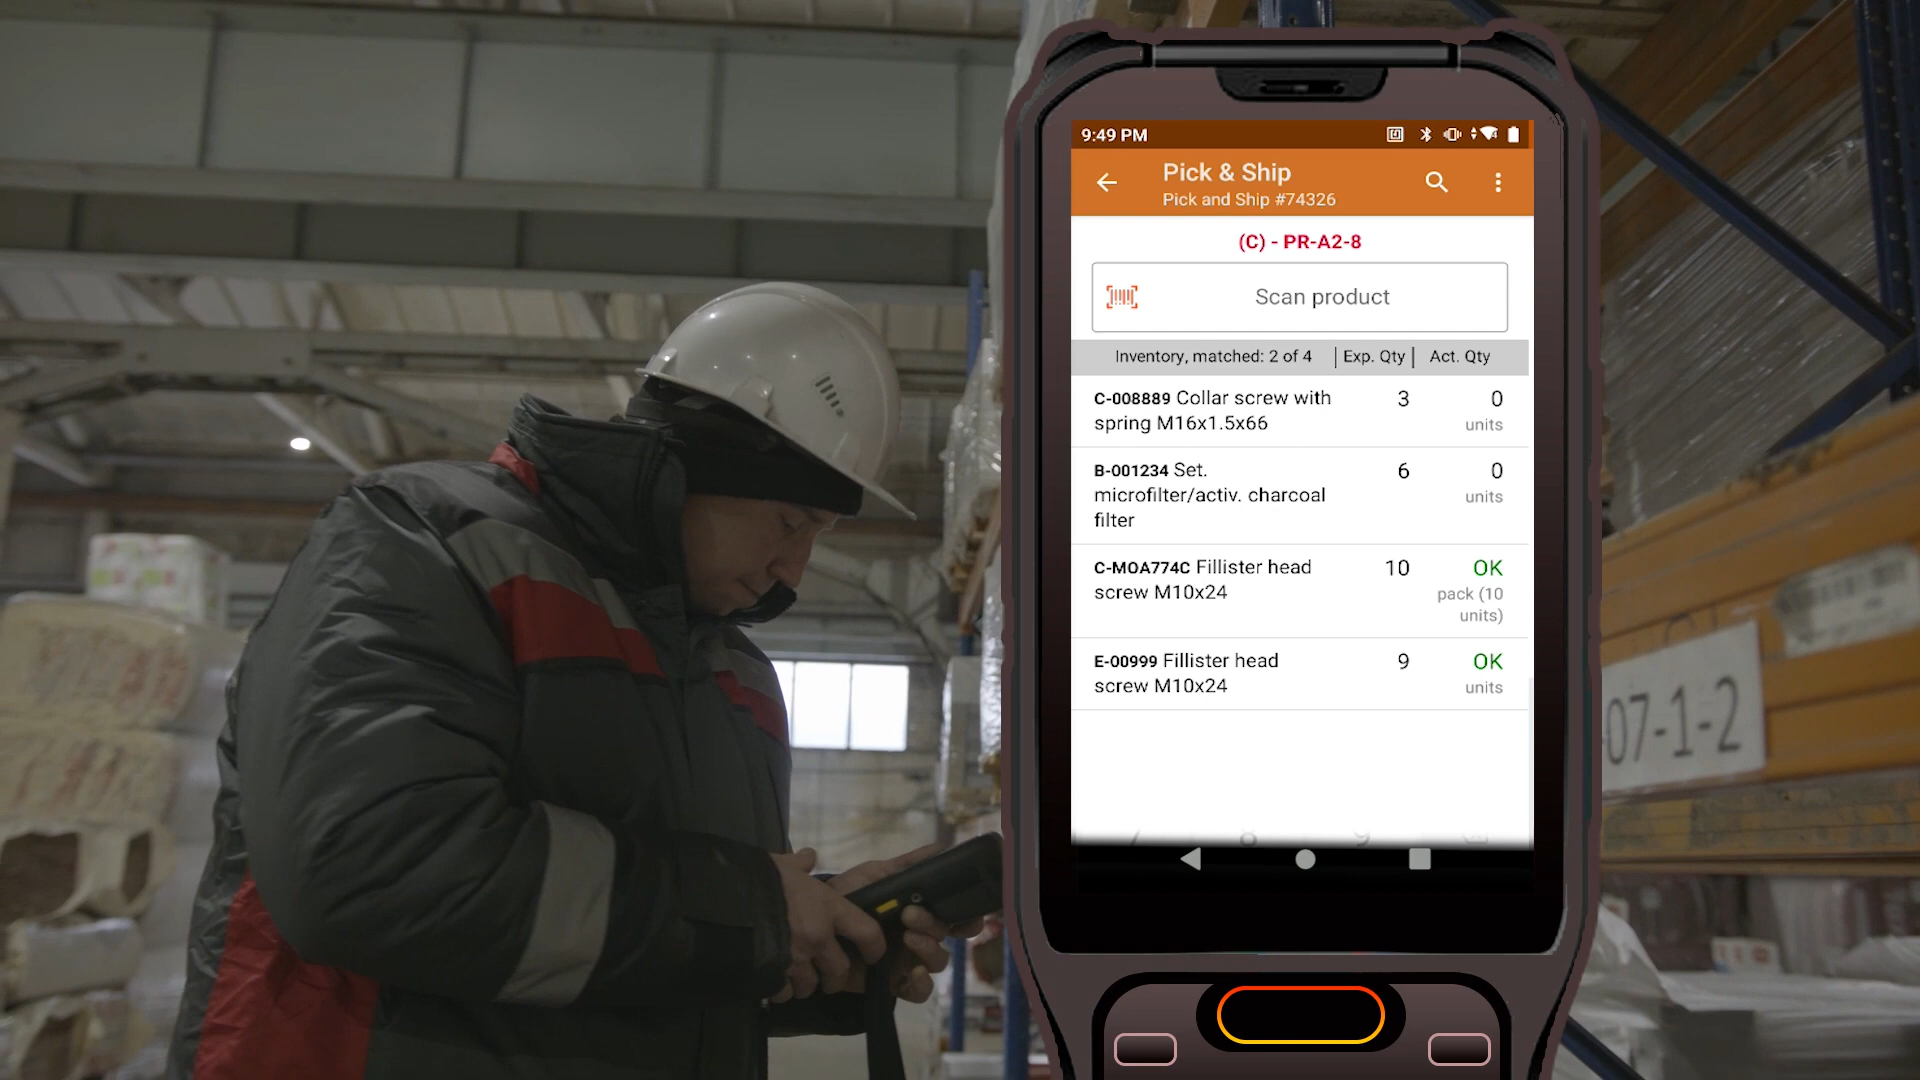 9:49 PM
Pick & Ship
Pick and Ship #74326
(C) - PR-A2-8
Scan product
Inventory, matched: 2 of 4 | Exp. Qty | Act. Qty
C-008889 Collar screw with 3 0
spring M16x1.5x66 units
B-001234 Set. 6 0
microfilter/activ. charcoal units
filter
C-MOA774C Fillister head 10 OK
screw M10x24 pack (10
units)
E-00999 Fillister head 9 OK
screw M10x24 units
07-1-2